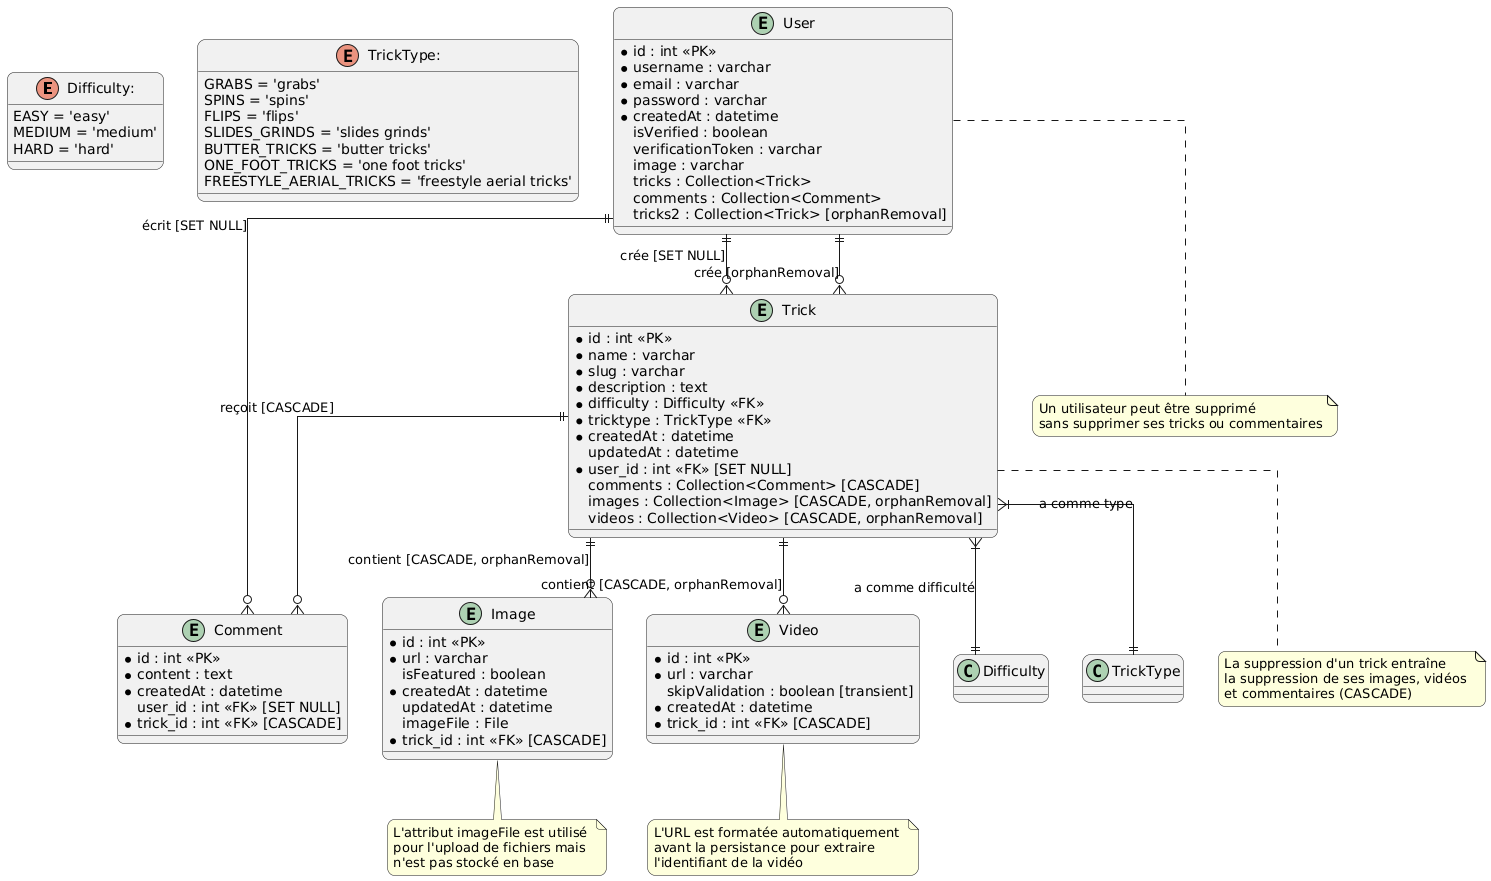 E Difficulty:
EASY = 'easy'
MEDIUM = 'medium'
HARD = 'hard'
E TrickType:
GRABS = 'grabs'
SPINS = 'spins'
FLIPS = 'flips'
SLIDES_GRINDS = 'slides grinds'
BUTTER_TRICKS = 'butter tricks'
ONE_FOOT_TRICKS = 'one foot tricks'
FREESTYLE_AERIAL_TRICKS = 'freestyle aerial tricks'
E User
id : int «PK»
username : varchar
email : varchar
password : varchar
createdAt : datetime
isVerified : boolean
verificationToken : varchar
image : varchar
tricks : Collection<Trick>
comments : Collection<Comment>
tricks2 : Collection<Trick> [orphanRemoval]
écrit [SET NULL]
crée [SET NULL]
crée [orphanRemoval]
E Trick
id : int «PK»
name : varchar
slug : varchar
description : text
difficulty : Difficulty «FK»
tricktype : TrickType «FK»
createdAt : datetime
updatedAt : datetime
user_id : int «FK» [SET NULL]
comments : Collection<Comment> [CASCADE]
images : Collection<Image> [CASCADE, orphanRemoval]
videos : Collection<Video> [CASCADE, orphanRemoval]
Un utilisateur peut être supprimé
sans supprimer ses tricks ou commentaires
reçoit [CASCADE]
a comme type
contient [CASCADE, orphanRemoval]
contient [CASCADE, orphanRemoval]
a comme difficulté
E Comment
id : int «PK»
content : text
createdAt : datetime
user_id : int «FK» [SET NULL]
trick_id : int «FK» [CASCADE]
E Image
id : int «PK»
url : varchar
isFeatured : boolean
createdAt : datetime
updatedAt : datetime
imageFile : File
trick_id : int «FK» [CASCADE]
E Video
id : int «PK»
url : varchar
skipValidation : boolean [transient]
createdAt : datetime
trick_id : int «FK» [CASCADE]
C Difficulty
C TrickType
La suppression d'un trick entraîne
la suppression de ses images, vidéos
et commentaires (CASCADE)
L'attribut imageFile est utilisé
pour l'upload de fichiers mais
n'est pas stocké en base
L'URL est formatée automatiquement
avant la persistance pour extraire
l'identifiant de la vidéo